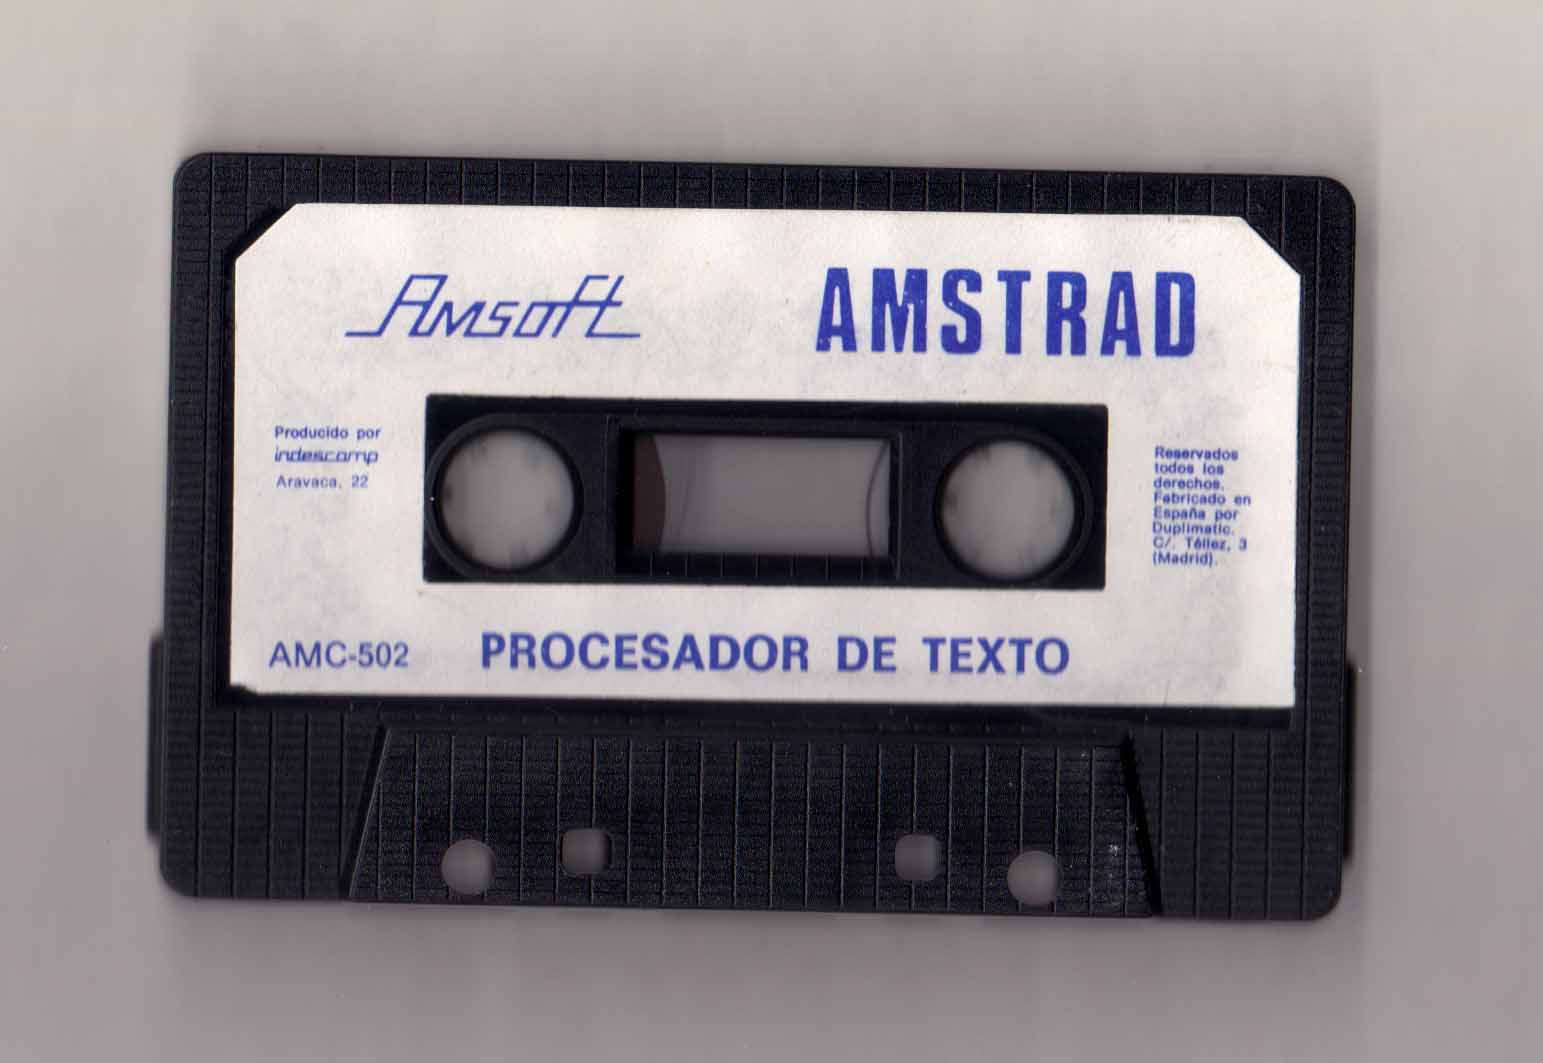 Amsoft
AMSTRAD
Producido por
indescomp
Aravaca, 22
Reservados
todos los
derechos.
Fabricado en
España por
Duplimatic.
C/. Téllez, 3
(Madrid).
AMC-502
PROCESADOR DE TEXTO